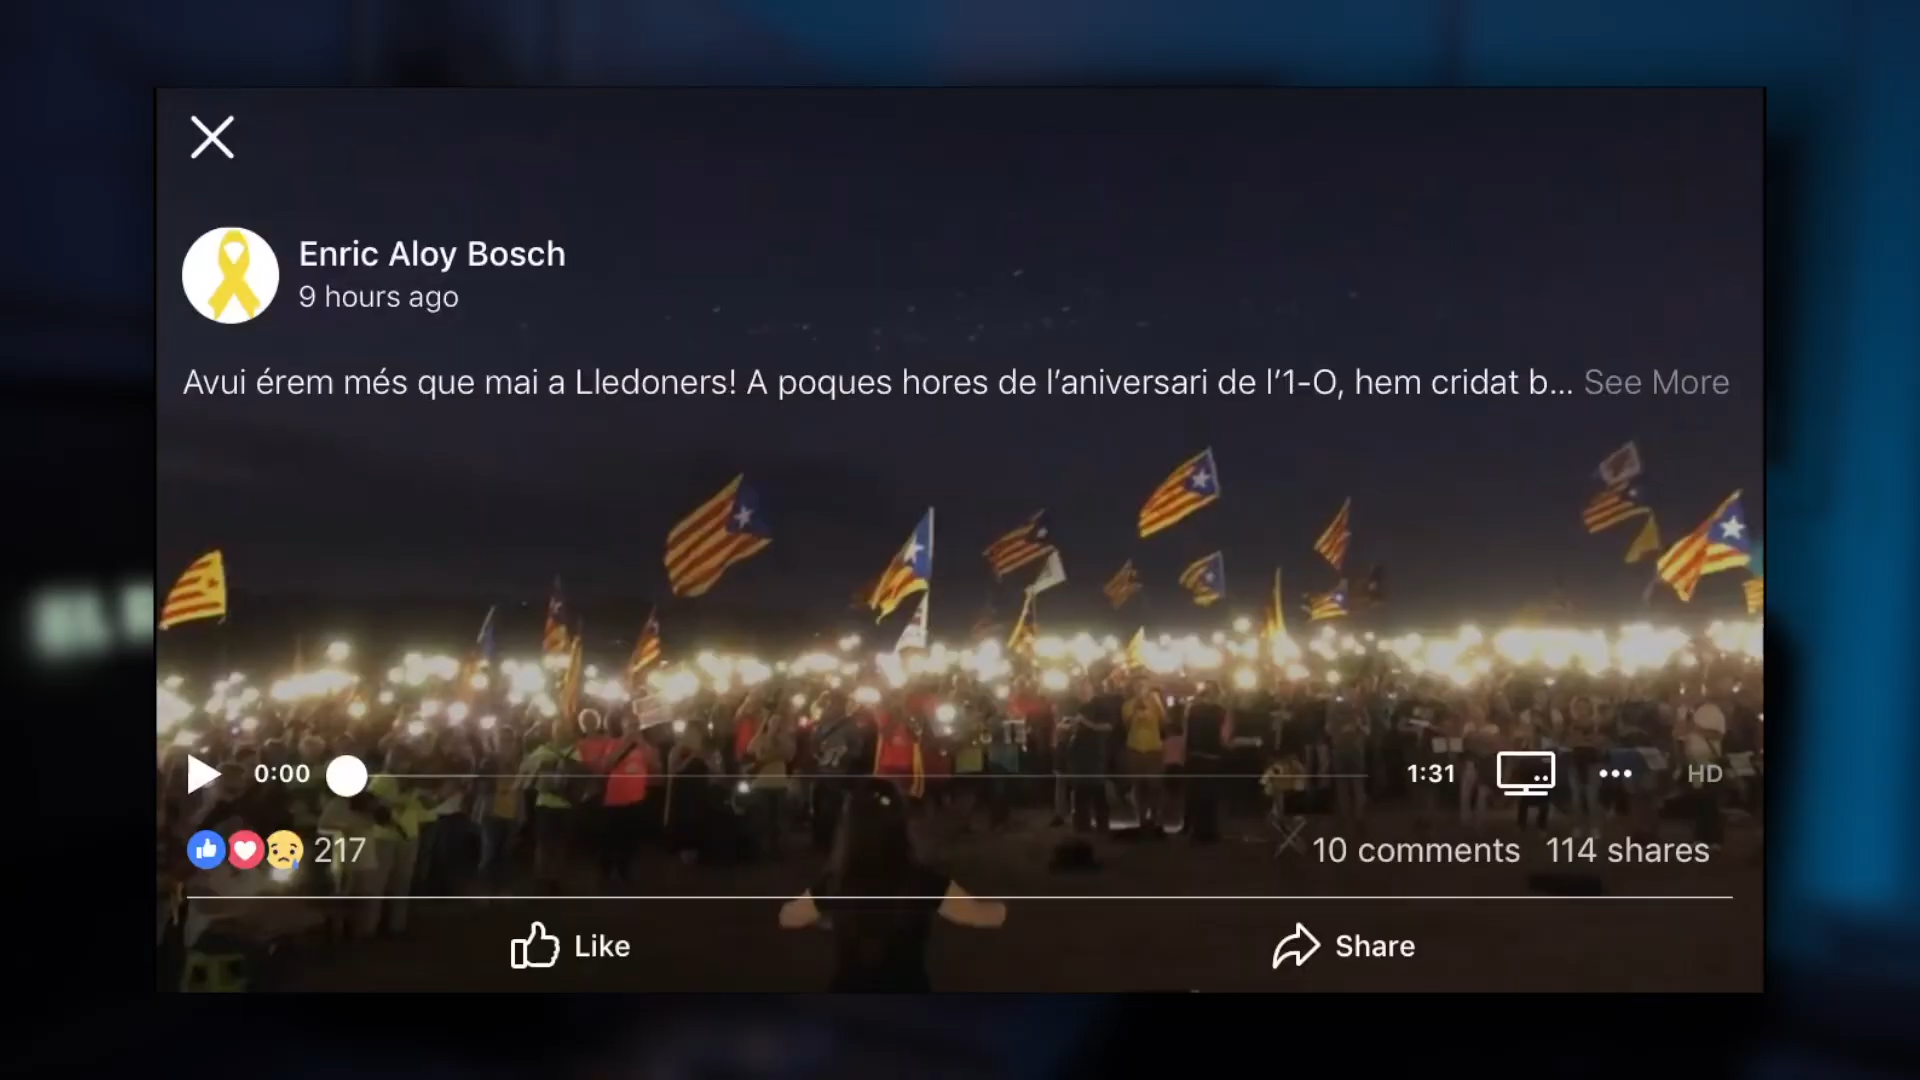 Enric Aloy Bosch
9 hours ago
Avui érem més que mai a Lledoners! A poques hores de l’aniversari de l’1-O, hem cridat b... See More
0:00
1:31
HD
217
10 comments 114 shares
Like
Share